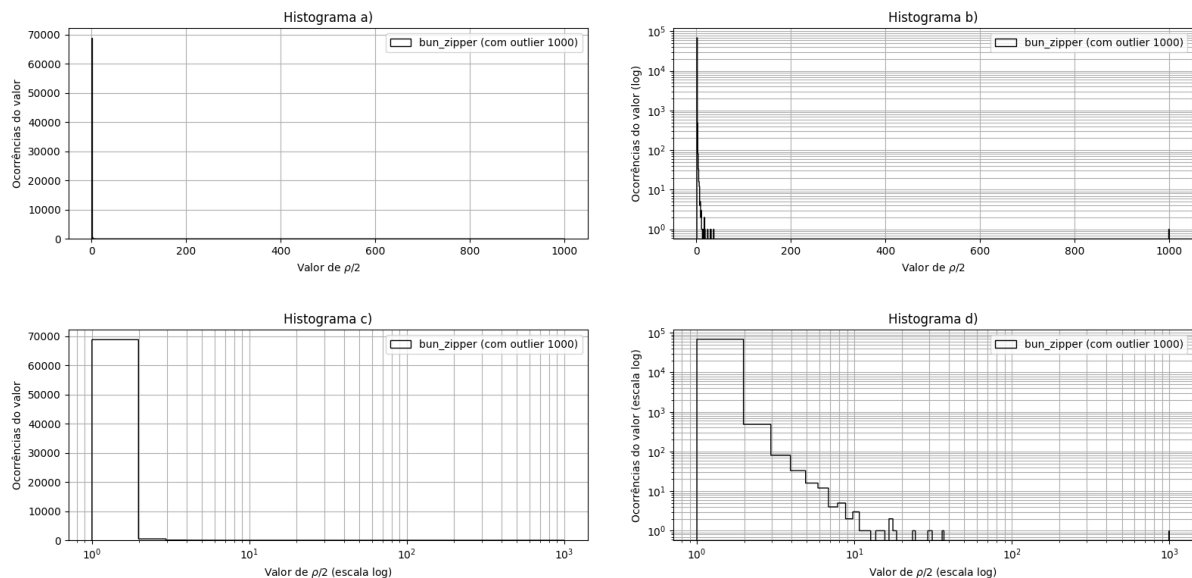 Histograma a)
Ocorrências do valor
70000
60000
50000
40000
30000
20000
10000
0
bun_zipper (com outlier 1000)
0 200 400 600 800 1000
Valor de ρ/2
Histograma b)
Ocorrências do valor (log)
10⁵
10⁴
10³
10²
10¹
10⁰
bun_zipper (com outlier 1000)
0 200 400 600 800 1000
Valor de ρ/2
Histograma c)
Ocorrências do valor
70000
60000
50000
40000
30000
20000
10000
0
bun_zipper (com outlier 1000)
10⁰ 10¹ 10² 10³
Valor de ρ/2 (escala log)
Histograma d)
Ocorrências do valor (escala log)
10⁵
10⁴
10³
10²
10¹
10⁰
bun_zipper (com outlier 1000)
10⁰ 10¹ 10² 10³
Valor de ρ/2 (escala log)